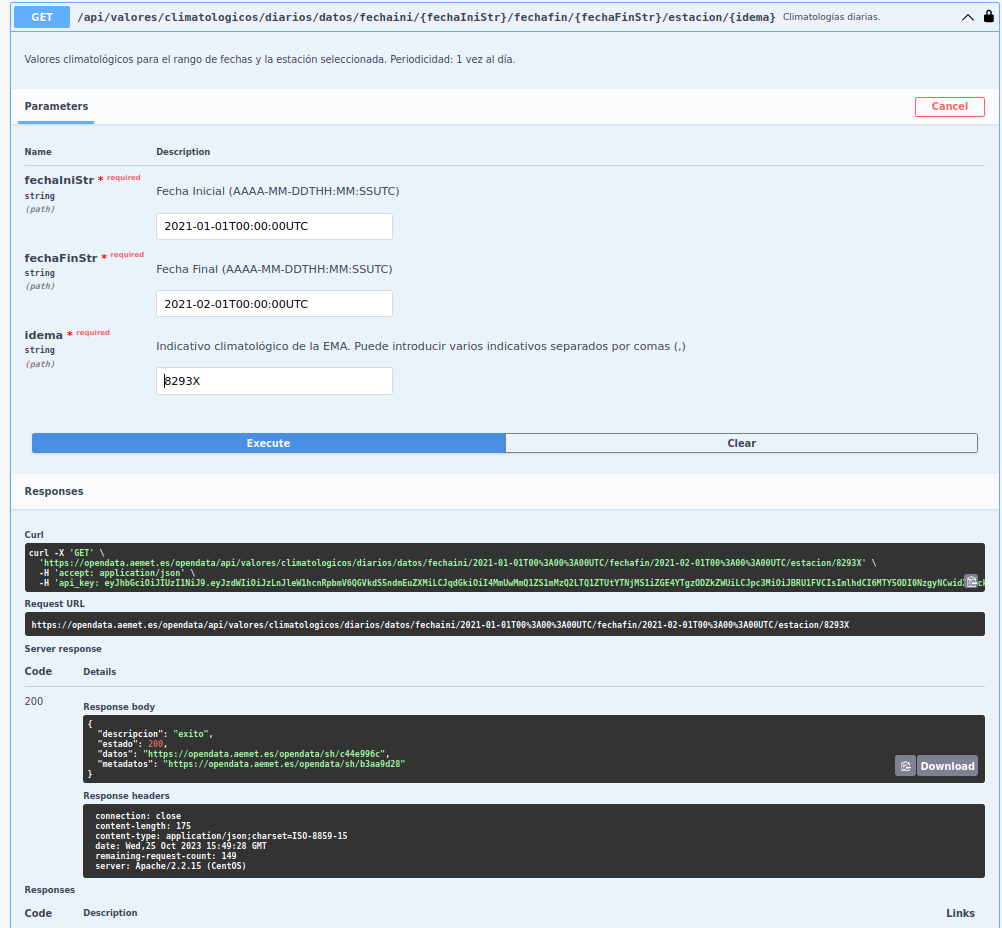 GET /api/valores/climatologicos/diarios/datos/fechaini/{fechaIniStr}/fechafin/{fechaFinStr}/estacion/{idema} Climatologías diarias.
Valores climatológicos para el rango de fechas y la estación seleccionada. Periodicidad: 1 vez al día.
Parameters Cancel
Name Description
fechaIniStr * required
string
(path)
Fecha Inicial (AAAA-MM-DDTHH:MM:SSUTC)
2021-01-01T00:00:00UTC
fechaFinStr * required
string
(path)
Fecha Final (AAAA-MM-DDTHH:MM:SSUTC)
2021-02-01T00:00:00UTC
idema * required
string
(path)
Indicativo climatológico de la EMA. Puede introducir varios indicativos separados por comas (,)
8293X
Execute Clear
Responses
Curl
curl -X 'GET' \
'https://opendata.aemet.es/opendata/api/valores/climatologicos/diarios/datos/fechaini/2021-01-01T00%3A00%3A00UTC/fechafin/2021-02-01T00%3A00%3A00UTC/estacion/8293X' \
-H 'accept: application/json' \
-H 'api_key:
Request URL
https://opendata.aemet.es/opendata/api/valores/climatologicos/diarios/datos/fechaini/2021-01-01T00%3A00%3A00UTC/fechafin/2021-02-01T00%3A00%3A00UTC/estacion/8293X
Server response
Code Details
200
Response body
{
"descripcion": "exito",
"estado": 200,
"datos": "https://opendata.aemet.es/opendata/sh/c44e996c",
"metadatos": "https://opendata.aemet.es/opendata/sh/b3aa9d28"
}
Download
Response headers
connection: close
content-length: 175
content-type: application/json;charset=ISO-8859-15
date: Wed,25 Oct 2023 15:49:28 GMT
remaining-request-count: 149
server: Apache/2.2.15 (CentOS)
Responses
Code Description Links